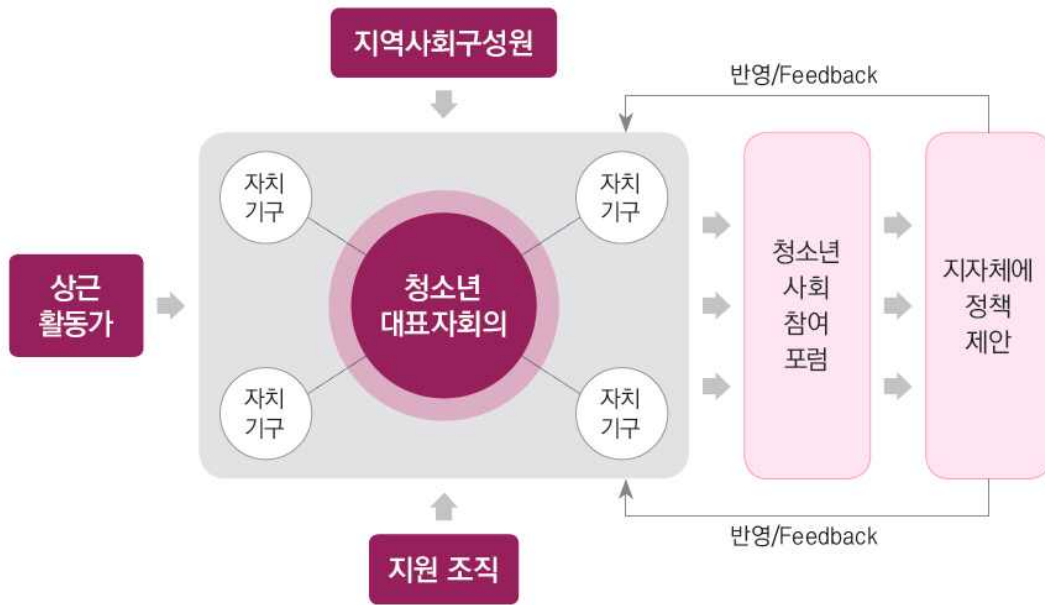 지역사회구성원
반영/Feedback
자치
기구
자치
기구
상근
활동가
청소년
대표자회의
청소년
사회
참여
포럼
지자체에
정책
제안
자치
기구
자치
기구
반영/Feedback
지원 조직